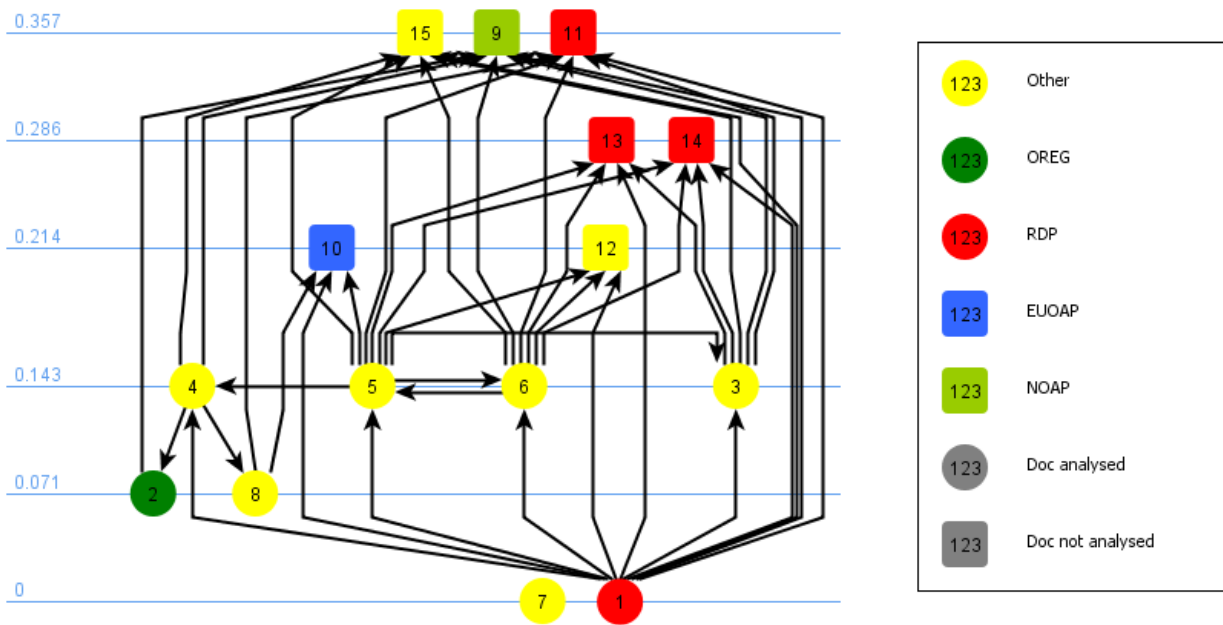 0.357
15 9 11
0.286
13 14
0.214
10 12
0.143
4 5 6 3
0.071
2 8
0
7 1
123 Other
123 OREG
123 RDP
123 EUOAP
123 NOAP
123 Doc analysed
123 Doc not analysed